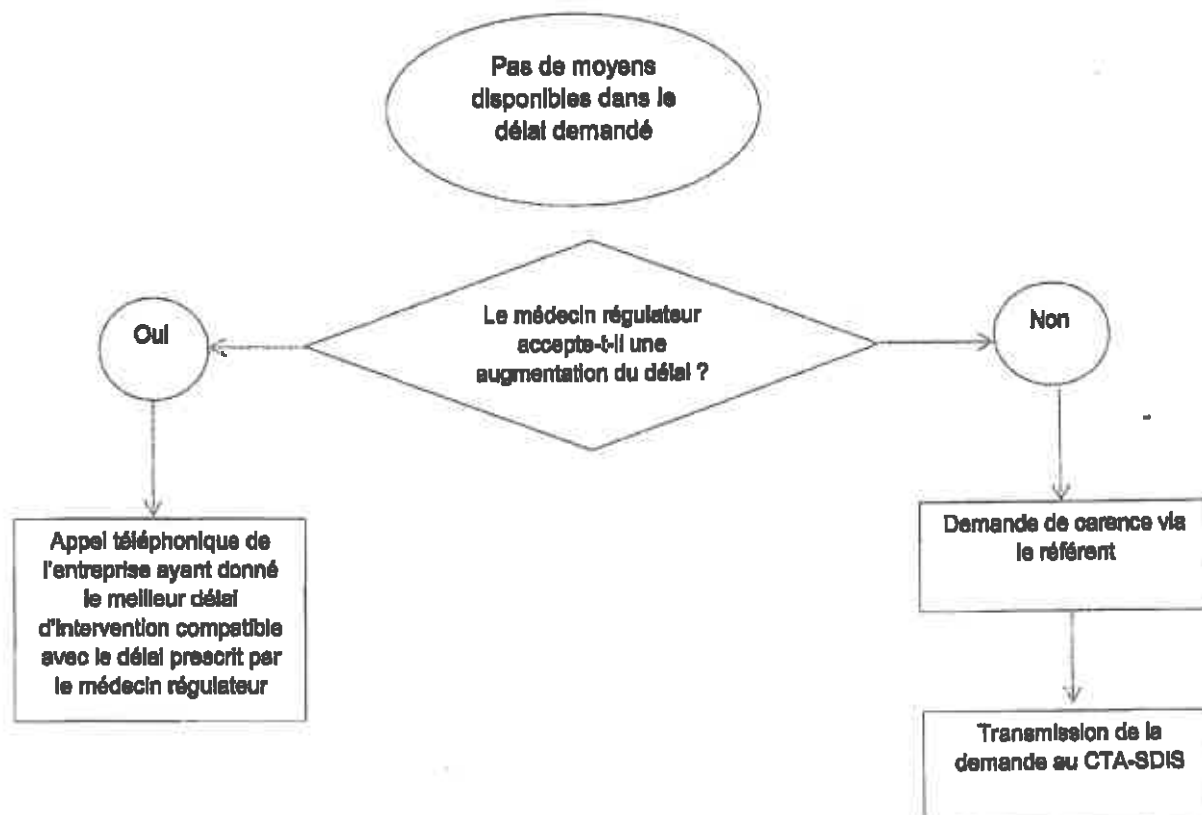 Pas de moyens
disponibles dans le
délai demandé
Le médecin régulateur
accepte-t-il une
augmentation du délai ?
Oui
Non
Appel téléphonique de
l'entreprise ayant donné
le meilleur délai
d'intervention compatible
avec le délai prescrit par
le médecin régulateur
Demande de carence via
le référent
Transmission de la
demande au CTA-SDIS